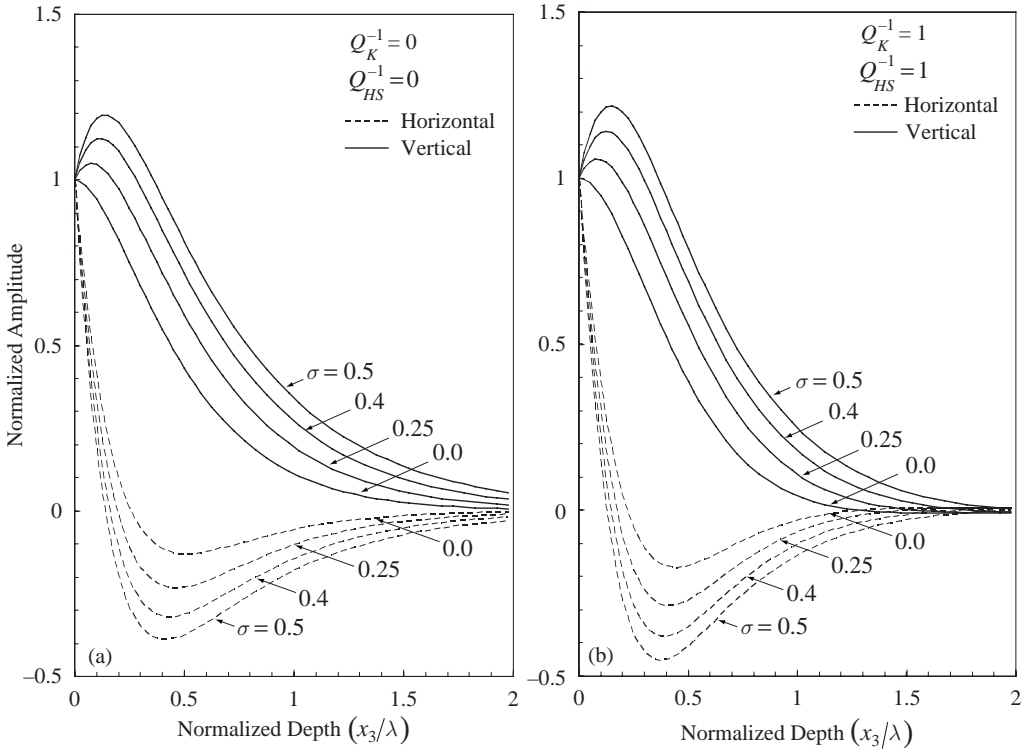 1.5
1
0.5
0
−0.5
Normalized Amplitude
Q_K^{-1} = 0
Q_{HS}^{-1} = 0
Horizontal
Vertical
σ = 0.5
0.4
0.25
0.0
0.0
0.25
0.4
σ = 0.5
(a)
0 0.5 1 1.5 2
Normalized Depth (x_3/λ)
1.5
1
0.5
0
−0.5
Q_K^{-1} = 1
Q_{HS}^{-1} = 1
Horizontal
Vertical
σ = 0.5
0.4
0.25
0.0
0.0
0.25
0.4
σ = 0.5
(b)
0 0.5 1 1.5 2
Normalized Depth (x_3/λ)